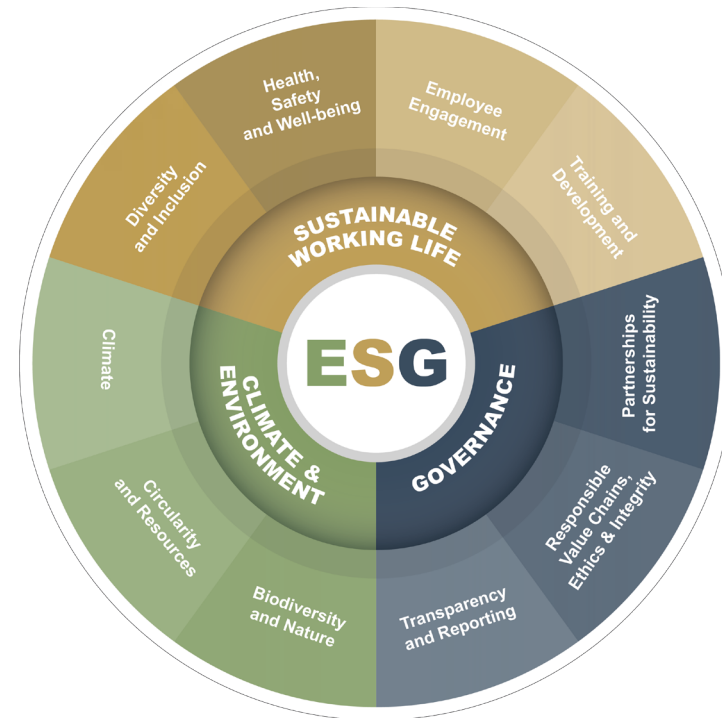 Health,
Safety
and Well-being
Employee
Engagement
Training and
Development
Diversity
and Inclusion
SUSTAINABLE
WORKING LIFE
Climate
ESG
Partnerships
for Sustainability
CLIMATE &
ENVIRONMENT
GOVERNANCE
Circularity
and Resources
Responsible
Value Chains,
Ethics & Integrity
Biodiversity
and Nature
Transparency
and Reporting